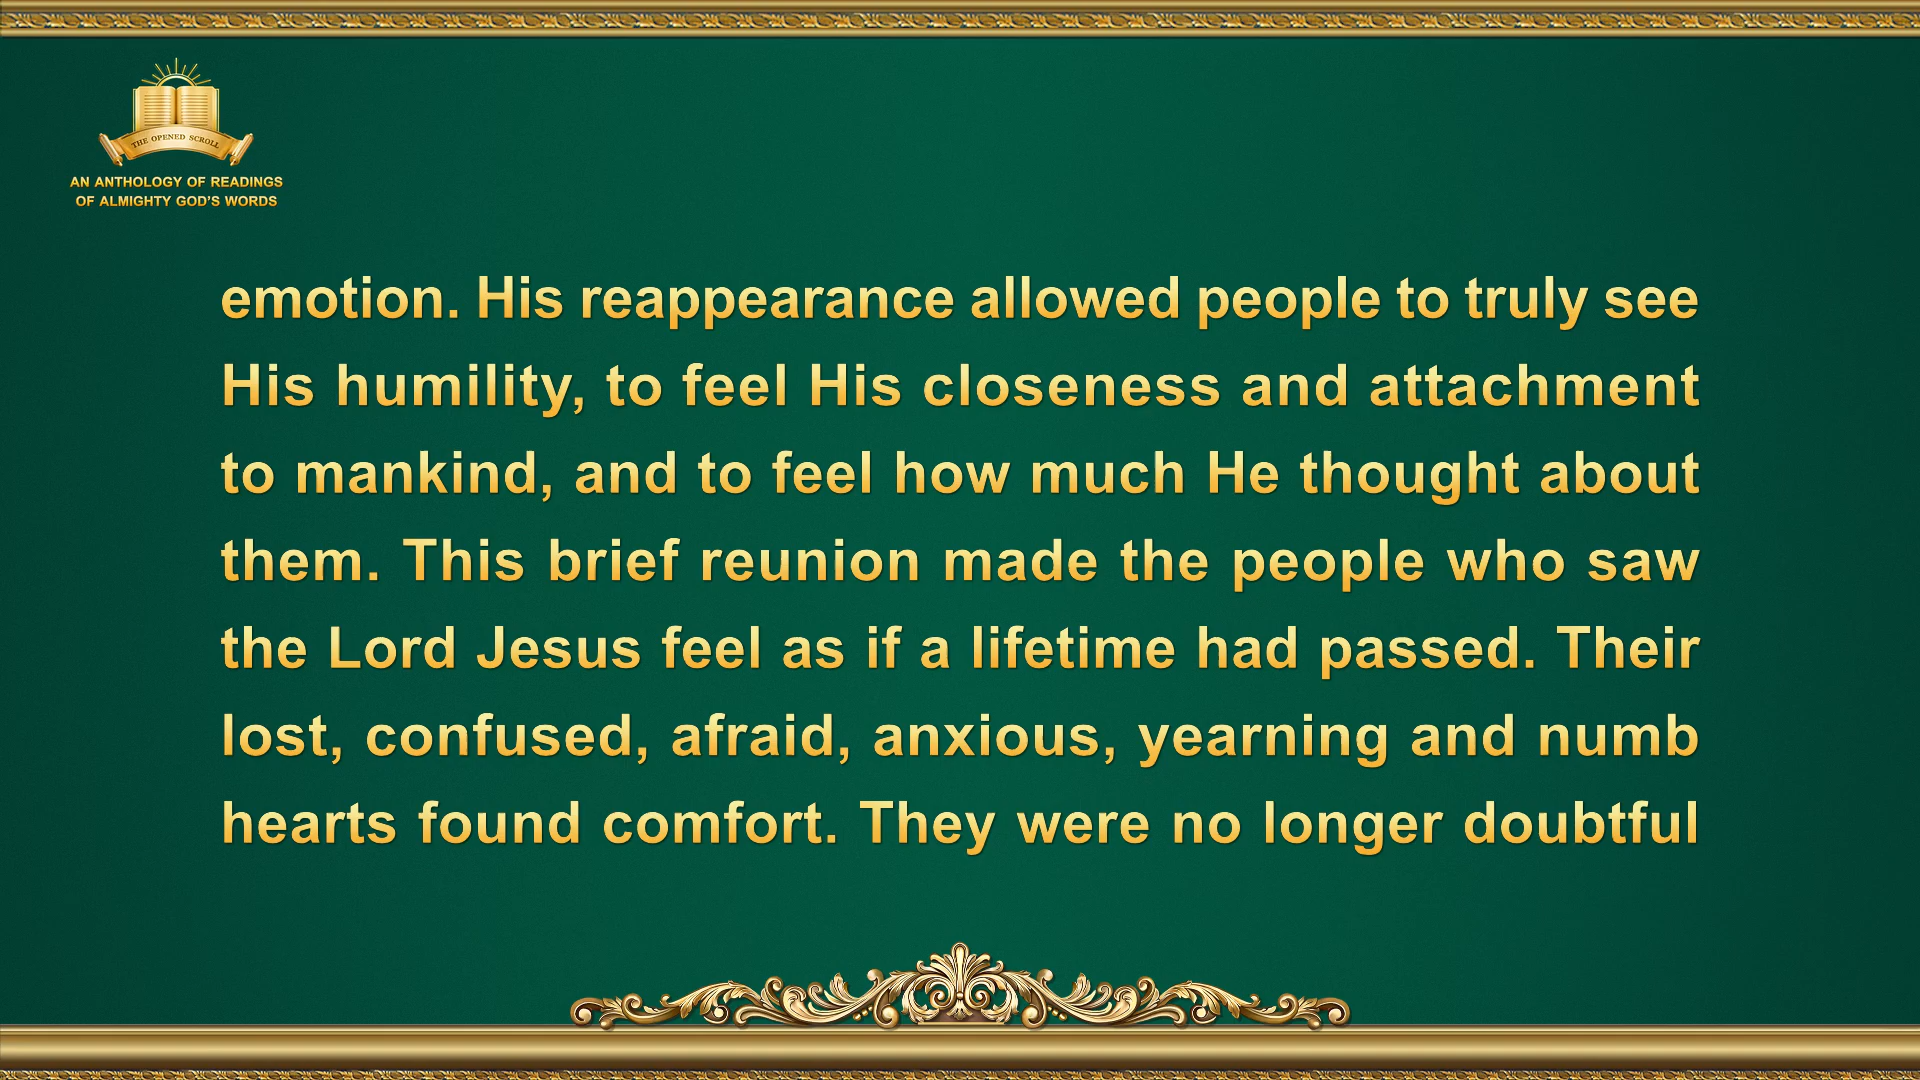 THE OPENED SCROLL
AN ANTHOLOGY OF READINGS
OF ALMIGHTY GOD'S WORDS
emotion. His reappearance allowed people to truly see
His humility, to feel His closeness and attachment
to mankind, and to feel how much He thought about
them. This brief reunion made the people who saw
the Lord Jesus feel as if a lifetime had passed. Their
lost, confused, afraid, anxious, yearning and numb
hearts found comfort. They were no longer doubtful